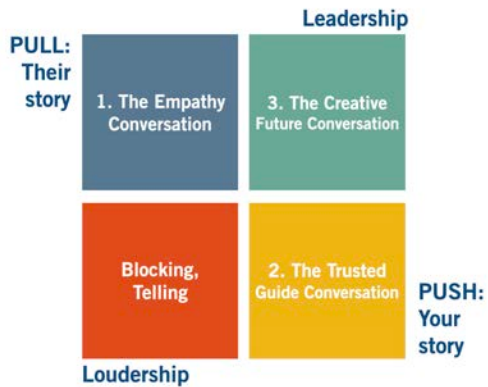 Leadership
PULL:
Their
story
1. The Empathy
Conversation
3. The Creative
Future Conversation
Blocking,
Telling
2. The Trusted
Guide Conversation
PUSH:
Your
story
Loudership